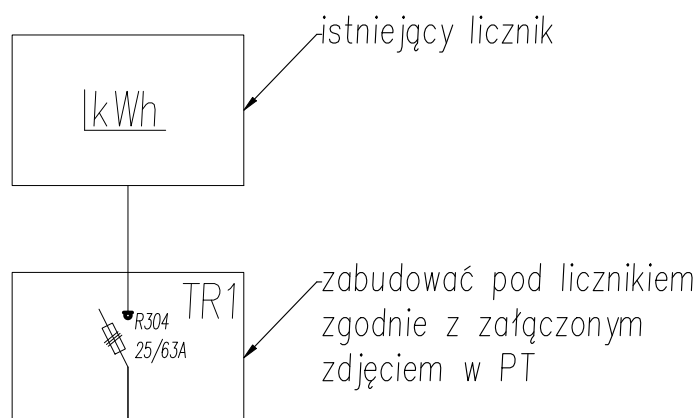 istniejący licznik
kWh
zabudować pod licznikiem
zgodnie z załączonym
zdjęciem w PT
TR1
R304
25/63A